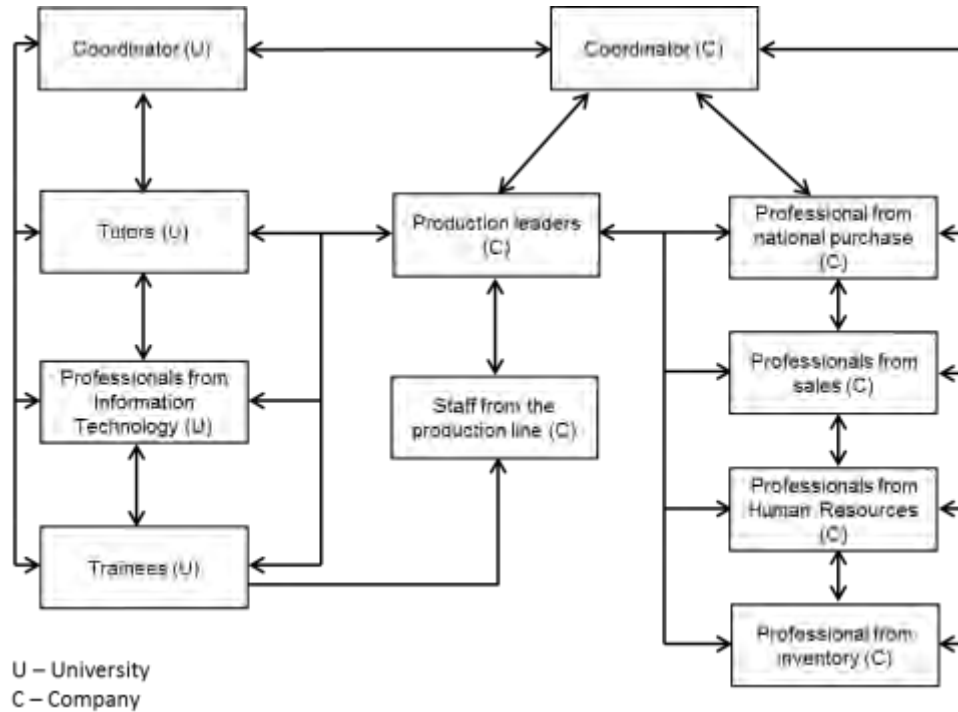 Coordinator (U)
Coordinator (C)
Tutors (U)
Production leaders
(C)
Professional from
national purchase
(C)
Professionals from
Information
Technology (U)
Staff from the
production line (C)
Professionals from
sales (C)
Professionals from
Human Resources
(C)
Trainees (U)
Professional from
inventory (C)
U – University
C – Company